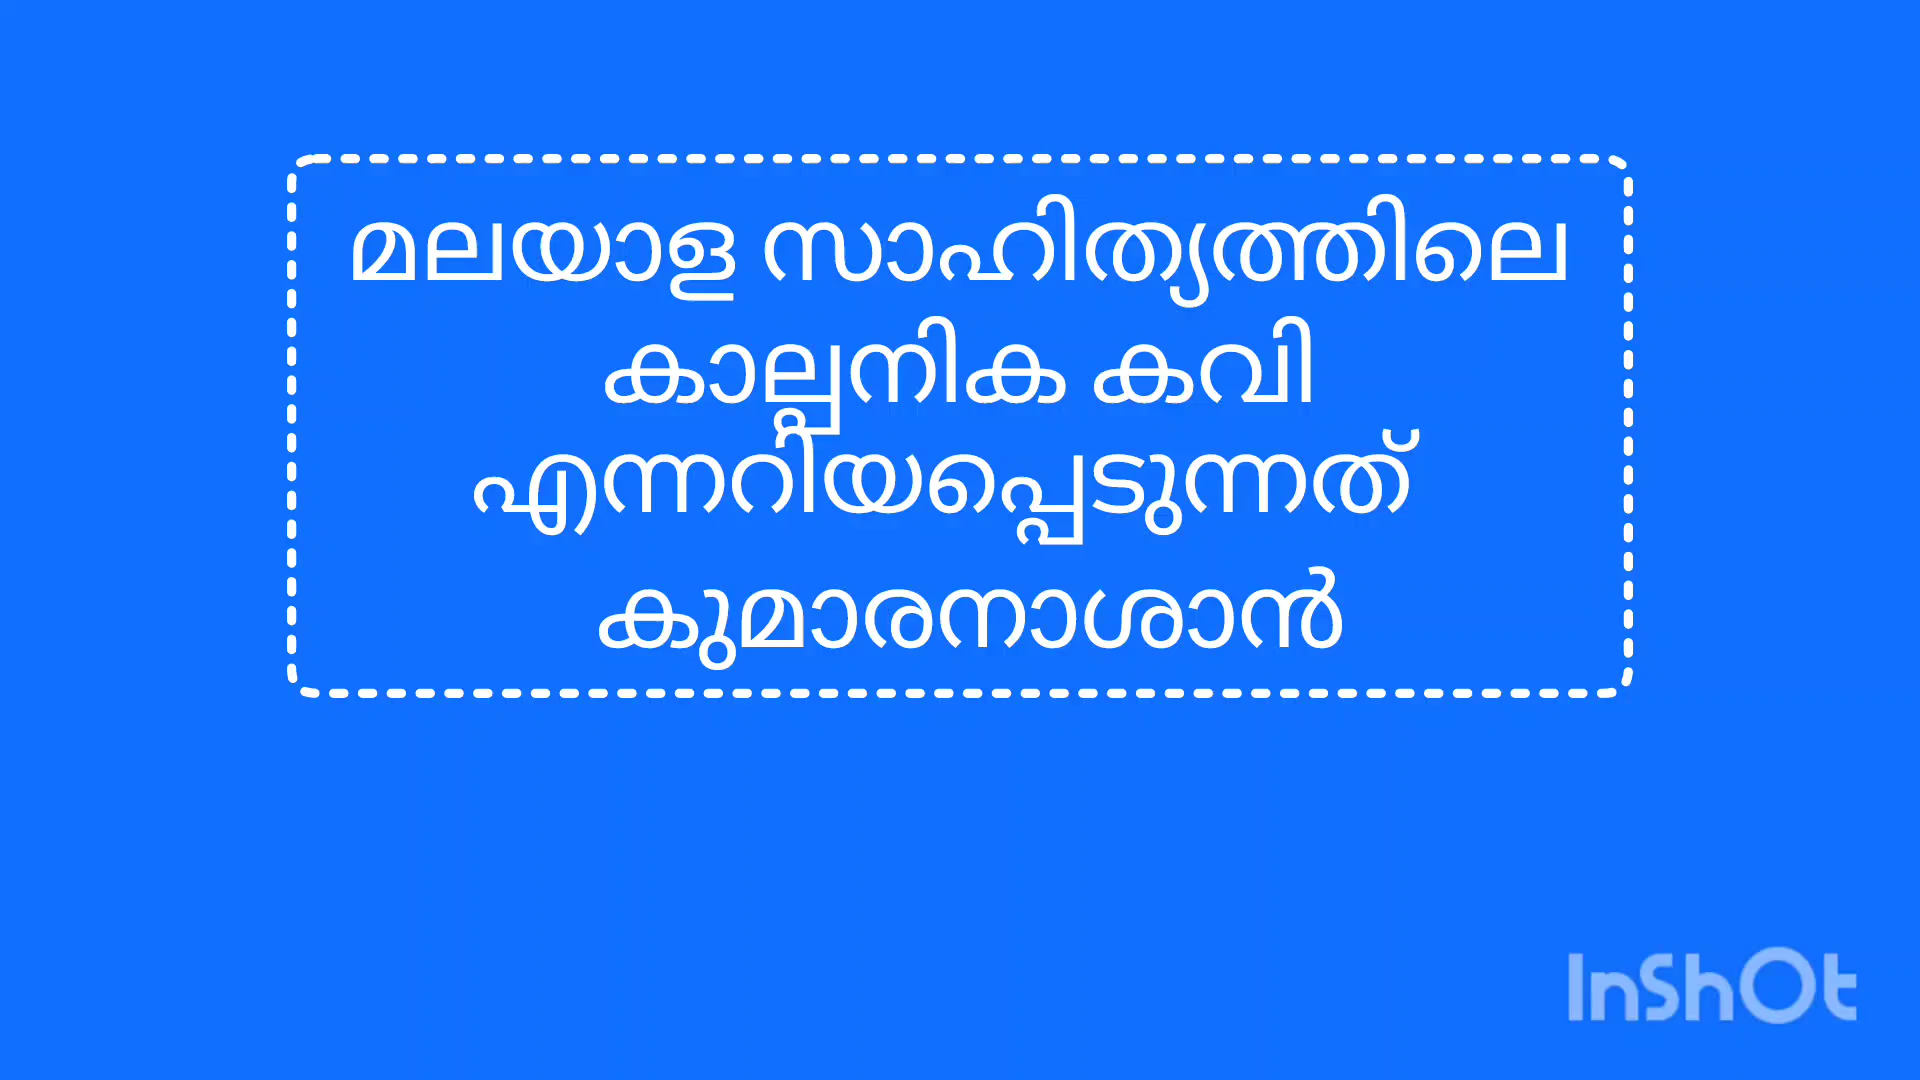 മലയാള സാഹിത്യത്തിലെ
കാല്പനിക കവി
എന്നറിയപ്പെടുന്നത്
കുമാരനാശാൻ
InShOt